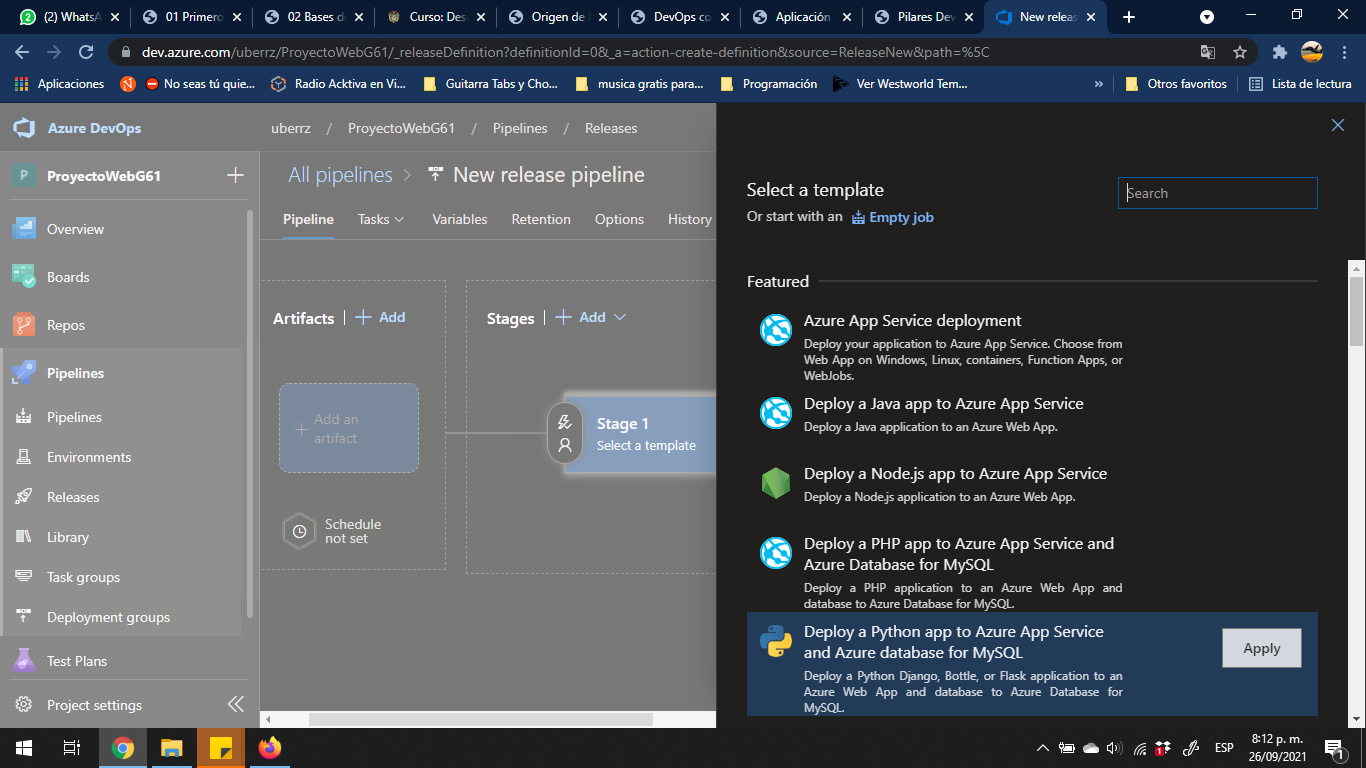 (2) WhatsA
01 Primero
02 Bases d
Curso: Des
Origen de
DevOps co
Aplicación
Pilares Dev
New releas
dev.azure.com/uberrz/ProyectoWebG61/_releaseDefinition?definitionId=0&_a=action-create-definition&source=ReleaseNew&path=%5C
Aplicaciones
No seas tú quie...
Radio Acktiva en Vi...
Guitarra Tabs y Cho...
musica gratis para...
Programación
Ver Westworld Tem...
»
Otros favoritos
Lista de lectura
Azure DevOps
uberrz / ProyectoWebG61 / Pipelines / Releases
P ProyectoWebG61
Overview
Boards
Repos
Pipelines
Pipelines
Environments
Releases
Library
Task groups
Deployment groups
Test Plans
Project settings
All pipelines > New release pipeline
Pipeline
Tasks
Variables
Retention
Options
History
Artifacts | + Add
Stages | + Add
+ Add an
artifact
Schedule
not set
Stage 1
Select a template
Select a template
Or start with an Empty job
Search
Featured
Azure App Service deployment
Deploy your application to Azure App Service. Choose from
Web App on Windows, Linux, containers, Function Apps, or
WebJobs.
Deploy a Java app to Azure App Service
Deploy a Java application to an Azure Web App.
Deploy a Node.js app to Azure App Service
Deploy a Node.js application to an Azure Web App.
Deploy a PHP app to Azure App Service and
Azure Database for MySQL
Deploy a PHP application to an Azure Web App and
database to Azure Database for MySQL.
Deploy a Python app to Azure App Service
and Azure database for MySQL
Deploy a Python Django, Bottle, or Flask application to an
Azure Web App and database to Azure Database for
MySQL.
Apply
ESP
8:12 p. m.
26/09/2021
1